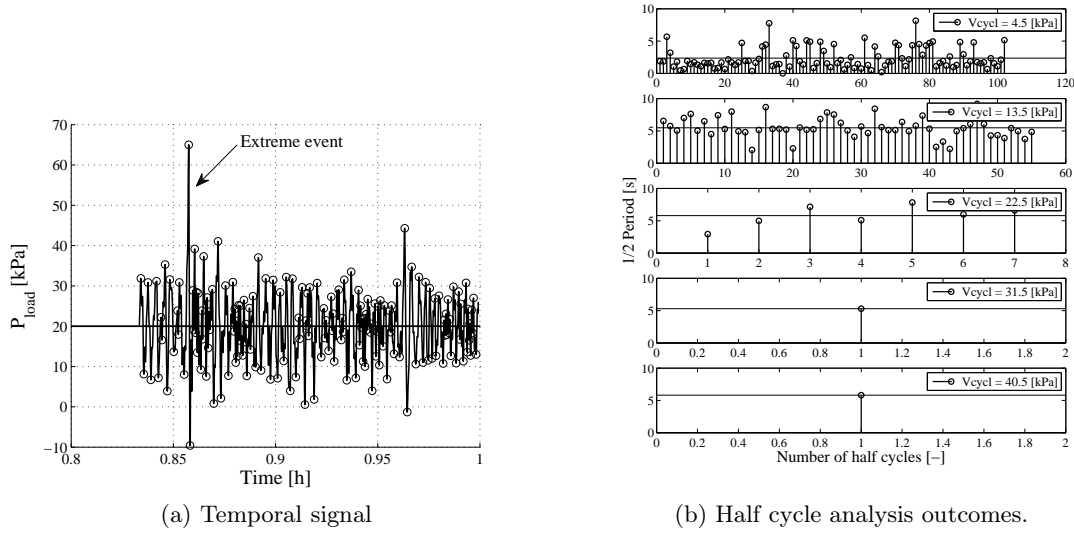 70
60
50
40
30
20
10
0
−10
0.8
0.85
0.9
0.95
1
P_load [kPa]
Time [h]
Extreme event
(a) Temporal signal
Vcycl = 4.5 [kPa]
10
5
0
0 20 40 60 80 100 120
Vcycl = 13.5 [kPa]
10
5
0
0 10 20 30 40 50 60
Vcycl = 22.5 [kPa]
10
5
0
0 1 2 3 4 5 6 7 8
Vcycl = 31.5 [kPa]
10
5
0
0 0.2 0.4 0.6 0.8 1.0 1.2 1.4 1.6 1.8 2
Vcycl = 40.5 [kPa]
10
5
0
0 0.2 0.4 0.6 0.8 1.0 1.2 1.4 1.6 1.8 2
1/2 Period [s]
Number of half cycles [−]
(b) Half cycle analysis outcomes.